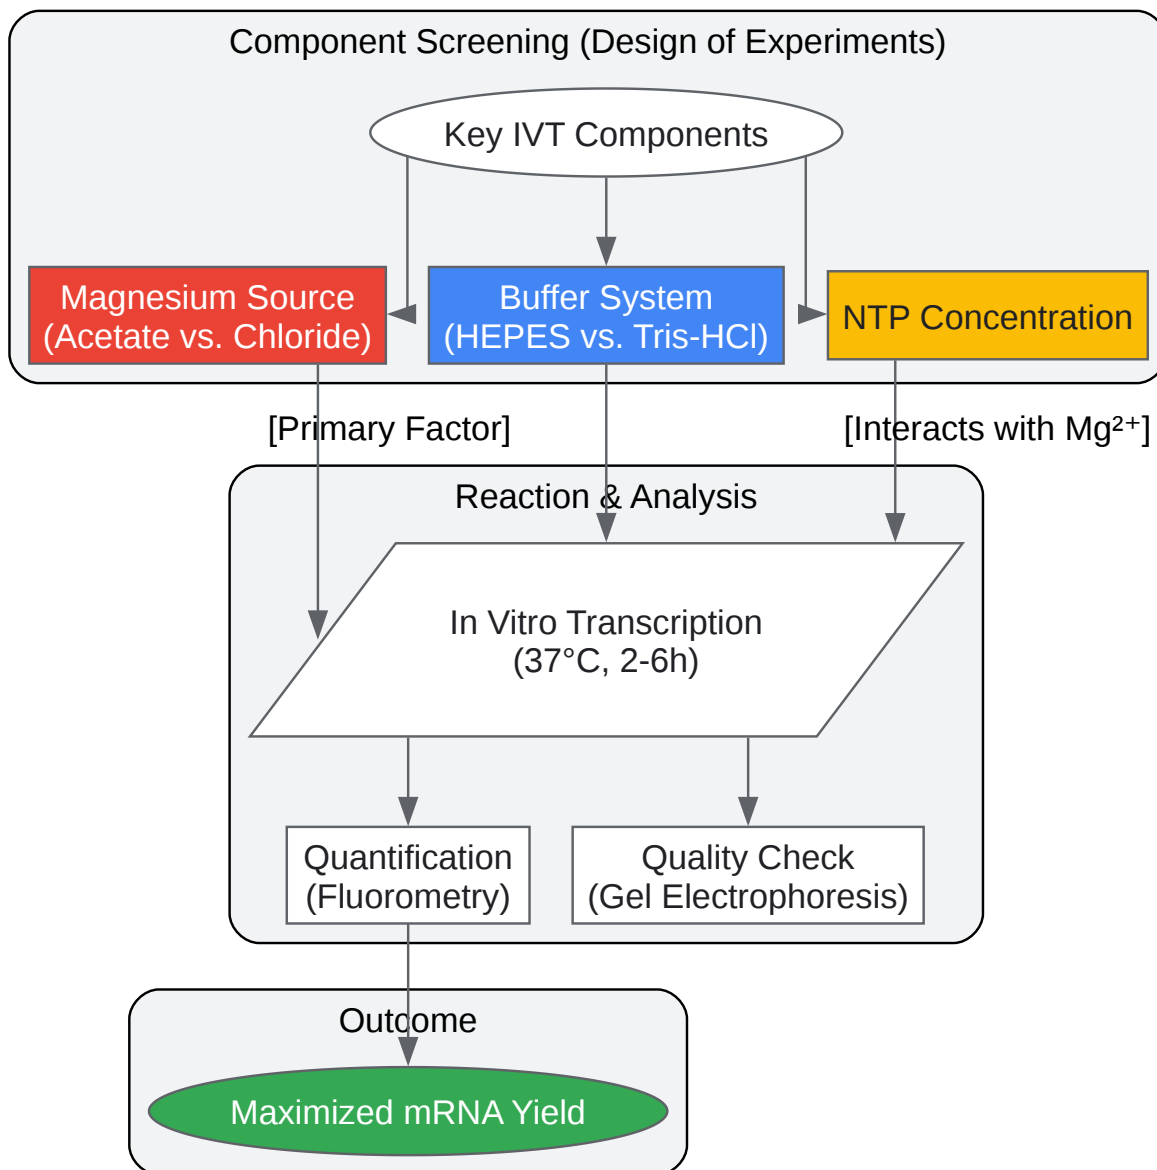 Component Screening (Design of Experiments)
Key IVT Components
Magnesium Source
(Acetate vs. Chloride)
Buffer System
(HEPES vs. Tris-HCl)
NTP Concentration
[Primary Factor]
[Interacts with Mg²⁺]
Reaction & Analysis
In Vitro Transcription
(37°C, 2-6h)
Quantification
(Fluorometry)
Quality Check
(Gel Electrophoresis)
Outcome
Maximized mRNA Yield